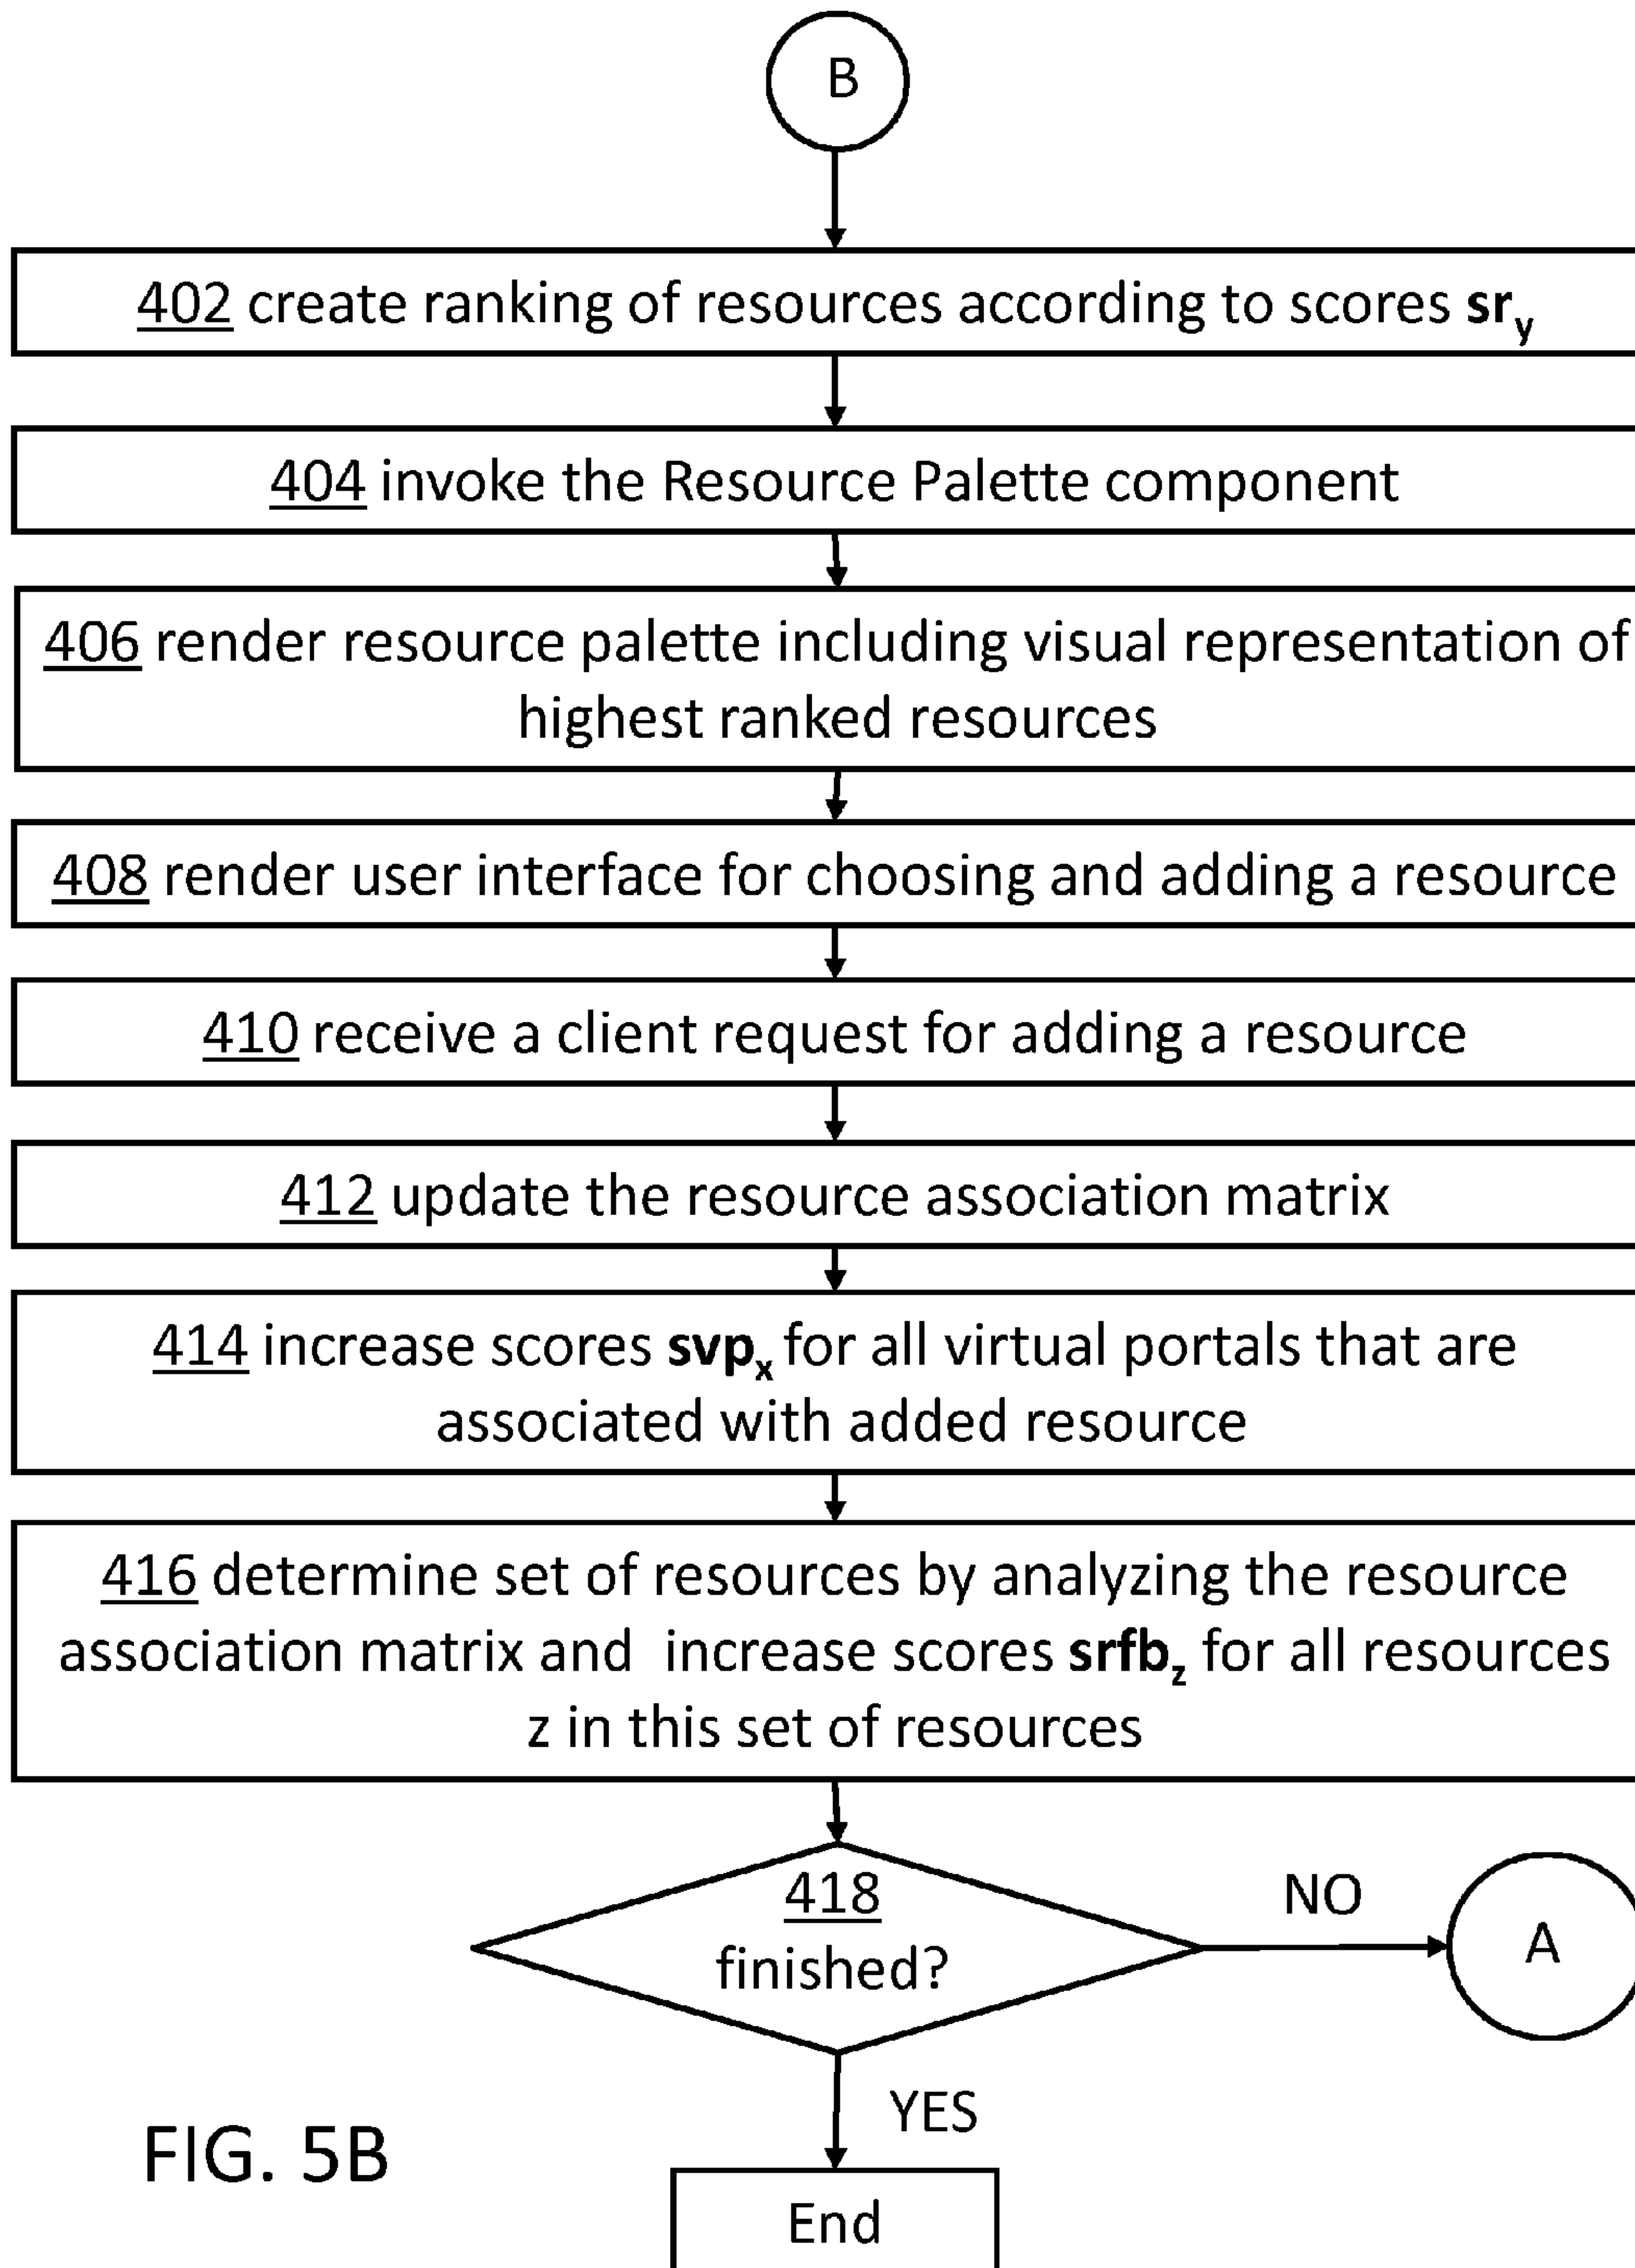 B
402 create ranking of resources according to scores sr_y
404 invoke the Resource Palette component
406 render resource palette including visual representation of
highest ranked resources
408 render user interface for choosing and adding a resource
410 receive a client request for adding a resource
412 update the resource association matrix
414 increase scores svp_x for all virtual portals that are
associated with added resource
416 determine set of resources by analyzing the resource
association matrix and increase scores srfb_z for all resources
z in this set of resources
418
finished?
NO
A
YES
End
FIG. 5B